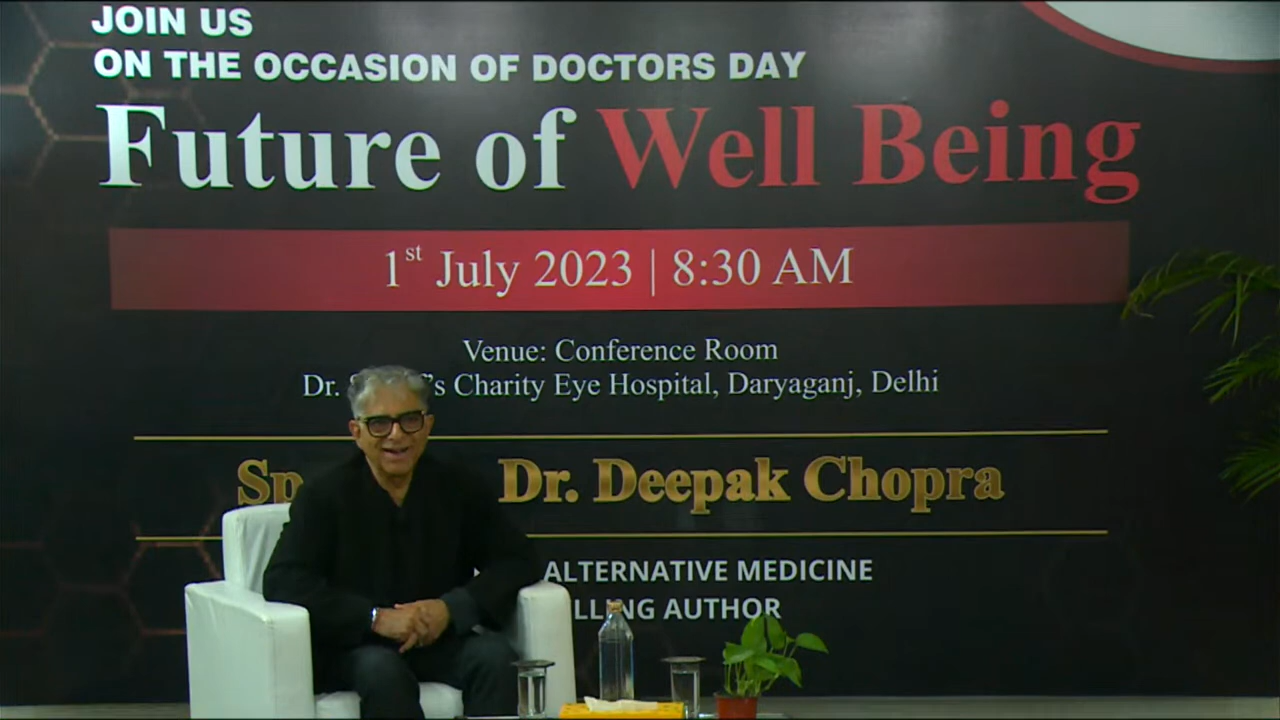 JOIN US
ON THE OCCASION OF DOCTORS DAY
Future of Well Being
1st July 2023 | 8:30 AM
Venue: Conference Room
Dr. 's Charity Eye Hospital, Daryaganj, Delhi
Dr. Deepak Chopra
ALTERNATIVE MEDICINE
AUTHOR